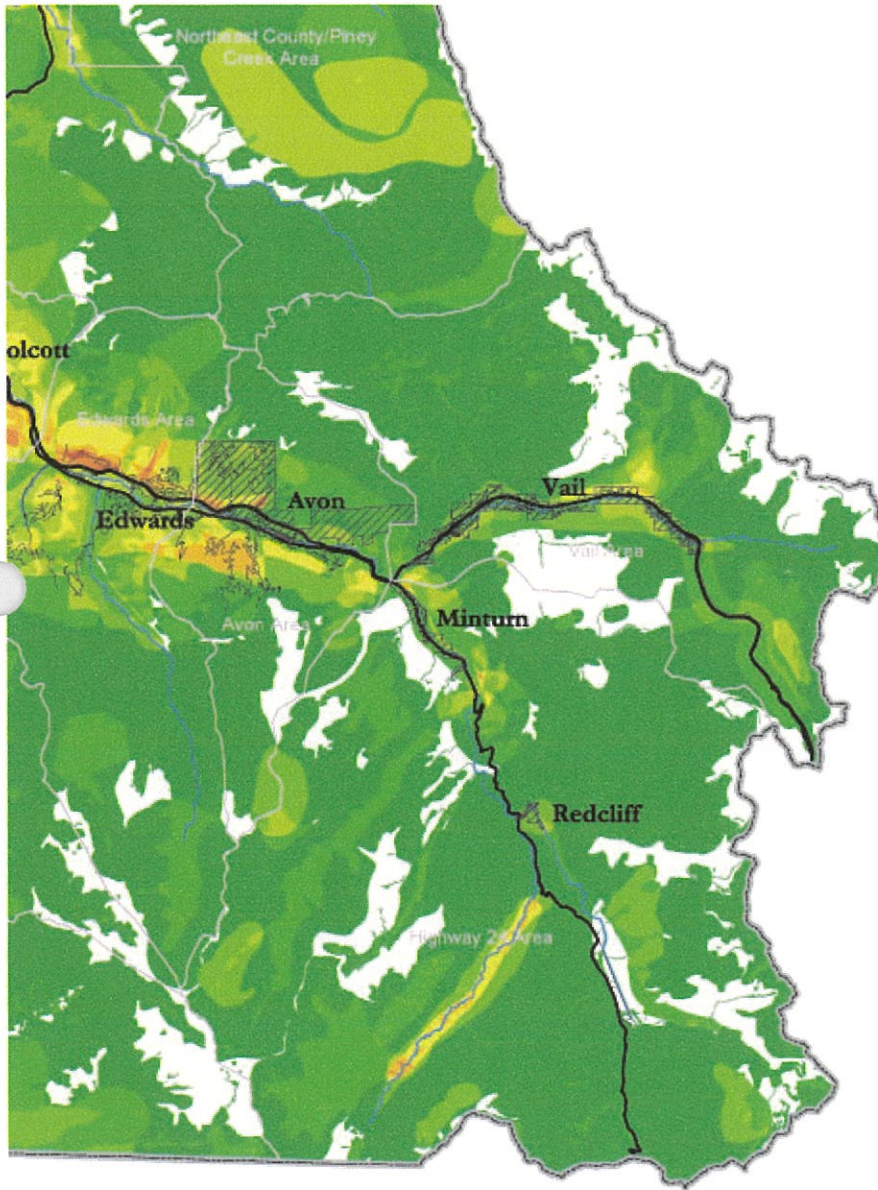 Northeast County/Piney
Creek Area
olcott
Edwards Area
Avon
Edwards
Vail
Vail Area
Avon Area
Minturn
Redcliff
Highway 24 Area